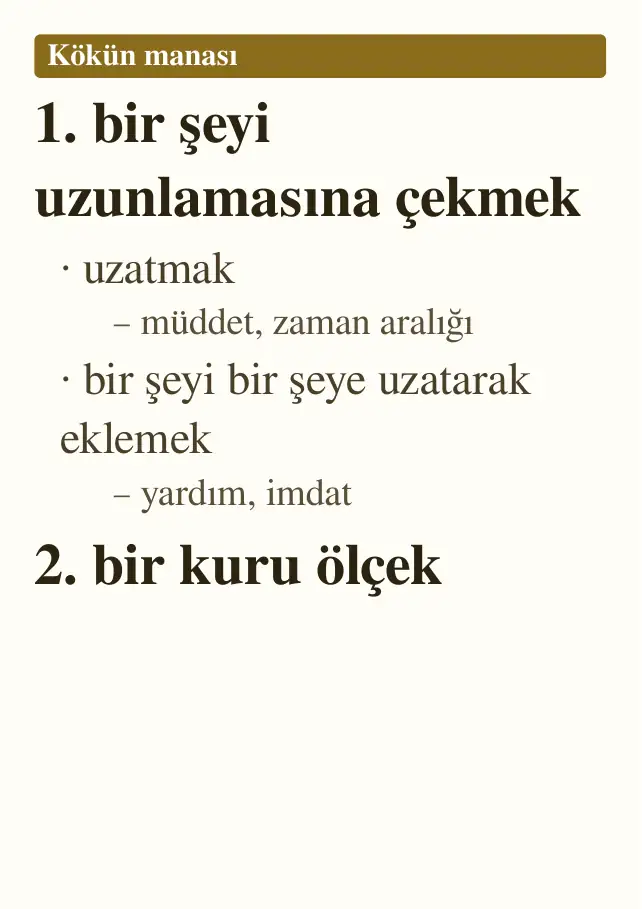 Kökün manası
1. bir şeyi
uzunlamasına çekmek
· uzatmak
– müddet, zaman aralığı
· bir şeyi bir şeye uzatarak
eklemek
– yardım, imdat
2. bir kuru ölçek